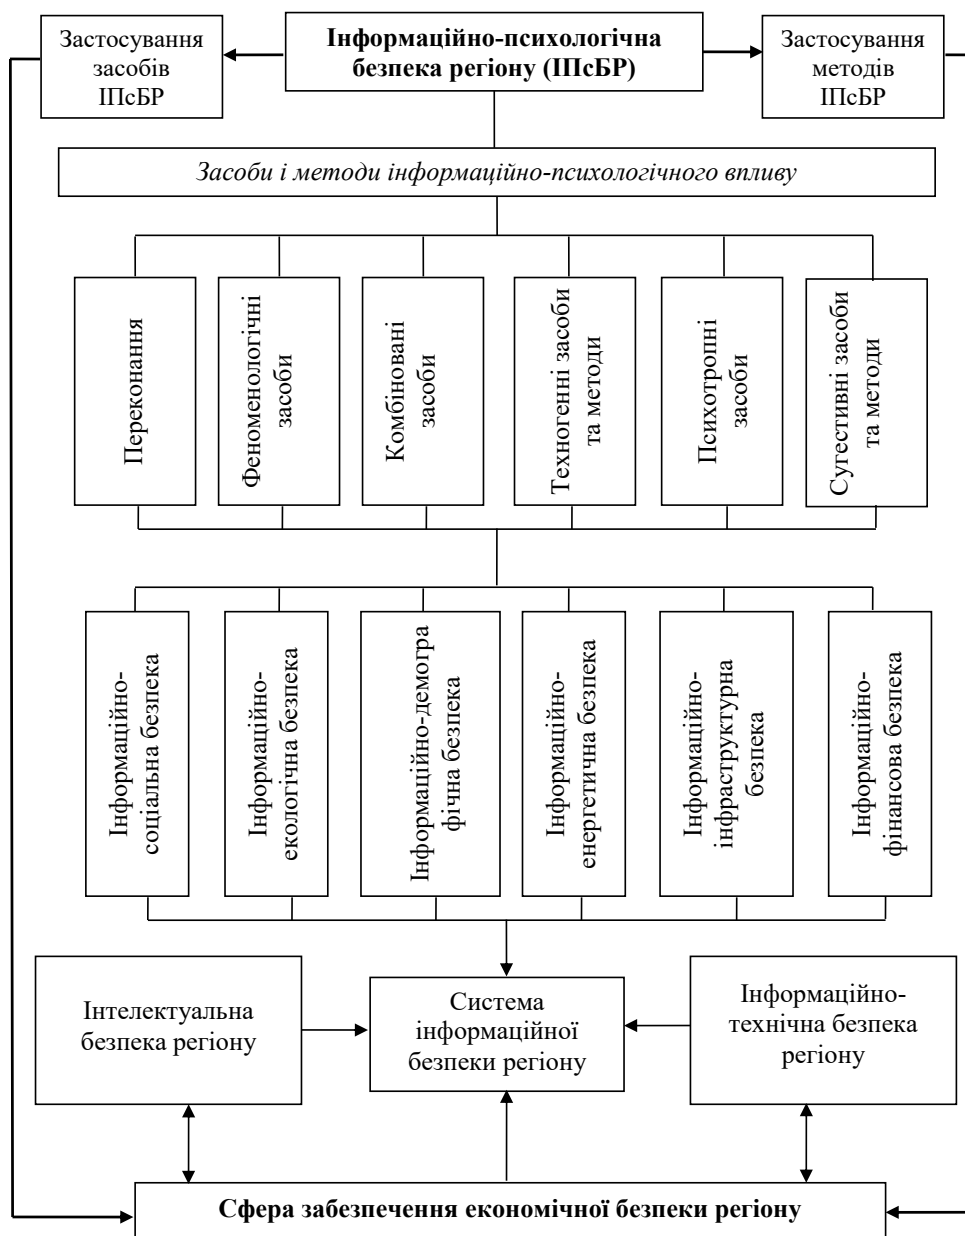 Застосування
засобів
ІПсБР
Інформаційно-психологічна
безпека регіону (ІПсБР)
Застосування
методів
ІПсБР
Засоби і методи інформаційно-психологічного впливу
Переконання
Феноменологічні
засоби
Комбіновані
засоби
Техногенні засоби
та методи
Психотропні
засоби
Сугестивні засоби
та методи
Інформаційно-
соціальна безпека
Інформаційно-
екологічна безпека
Інформаційно-демогра
фічна безпека
Інформаційно-
енергетична безпека
Інформаційно-
інфраструктурна
безпека
Інформаційно-
фінансова безпека
Інтелектуальна
безпека регіону
Система
інформаційної
безпеки регіону
Інформаційно-
технічна безпека
регіону
Сфера забезпечення економічної безпеки регіону